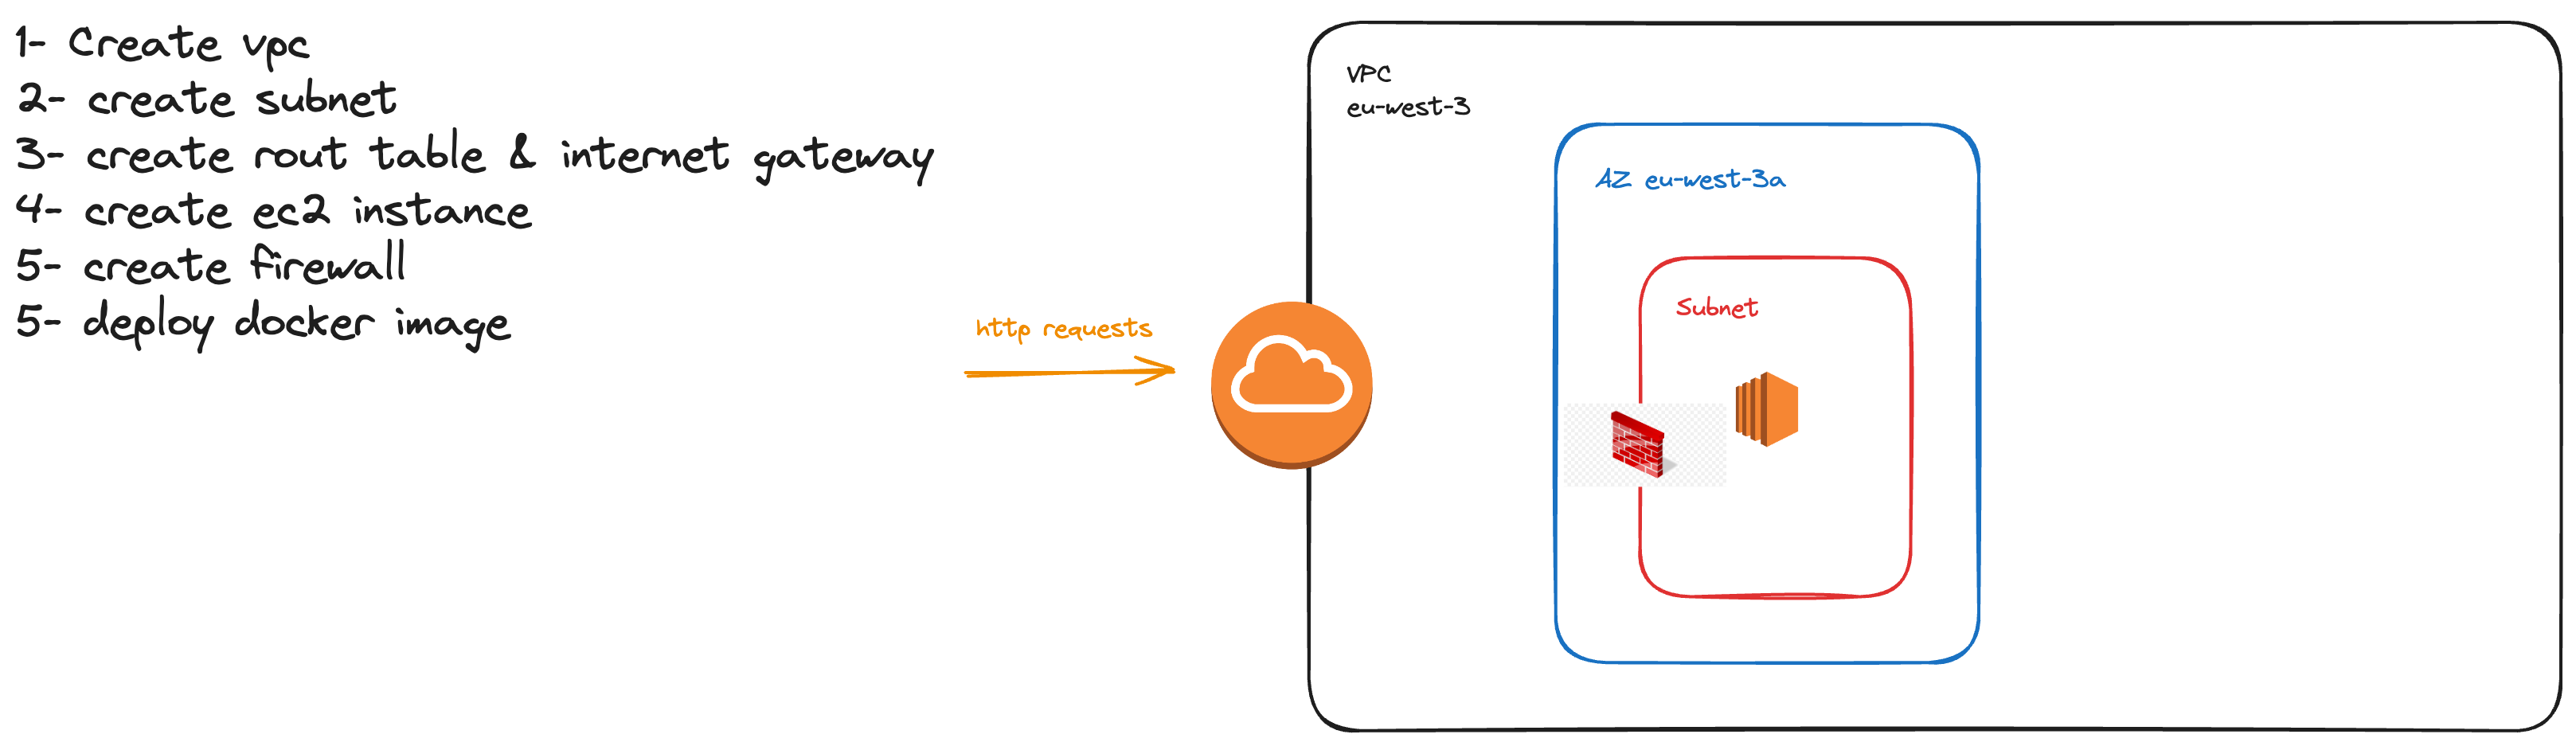 1- Create vpc
2- create subnet
3- create rout table & internet gateway
4- create ec2 instance
5- create firewall
5- deploy docker image
http requests
VPC
eu-west-3
AZ eu-west-3a
Subnet